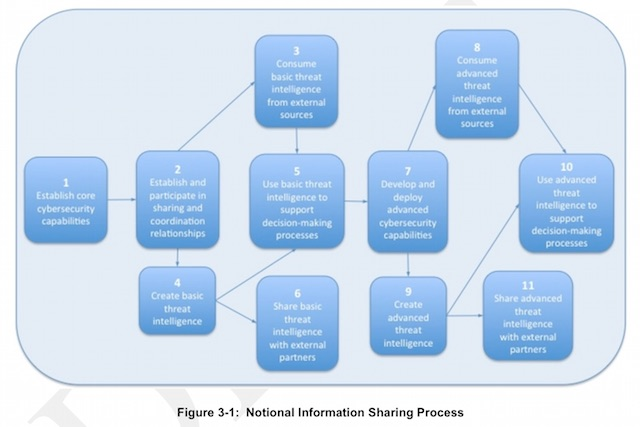 1
Establish core
cybersecurity
capabilities
2
Establish and
participate in
sharing and
coordination
relationships
3
Consume
basic threat
intelligence
from external
sources
4
Create basic
threat
intelligence
5
Use basic threat
intelligence to
support
decision-making
processes
6
Share basic
threat
intelligence
with external
partners
7
Develop and
deploy
advanced
cybersecurity
capabilities
8
Consume
advanced
threat
intelligence
from external
sources
9
Create
advanced
threat
intelligence
10
Use advanced
threat
intelligence to
support
decision-making
processes
11
Share advanced
threat
intelligence
with external
partners
Figure 3-1: Notional Information Sharing Process